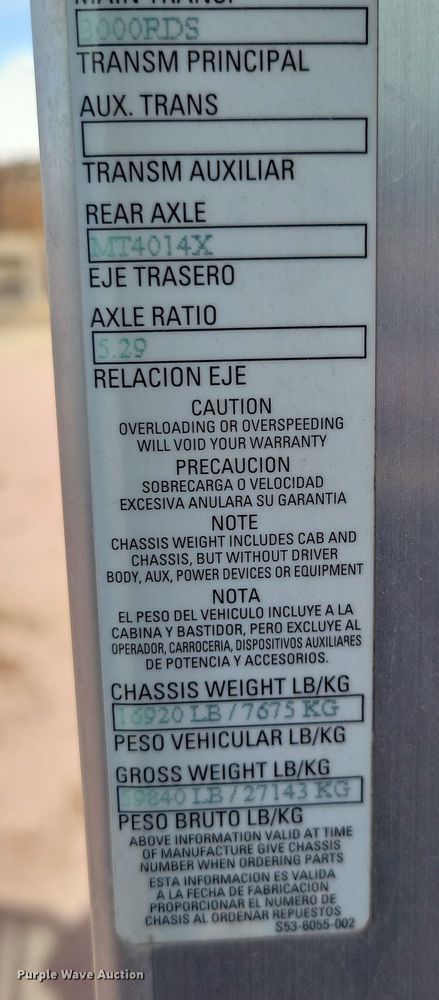 MAIN TRANSM
3000RDS
TRANSM PRINCIPAL
AUX. TRANS
TRANSM AUXILIAR
REAR AXLE
MT4014X
EJE TRASERO
AXLE RATIO
5.29
RELACION EJE
CAUTION
OVERLOADING OR OVERSPEEDING
WILL VOID YOUR WARRANTY
PRECAUCION
SOBRECARGA O VELOCIDAD
EXCESIVA ANULARA SU GARANTIA
NOTE
CHASSIS WEIGHT INCLUDES CAB AND
CHASSIS, BUT WITHOUT DRIVER
BODY, AUX, POWER DEVICES OR EQUIPMENT
NOTA
EL PESO DEL VEHICULO INCLUYE A LA
CABINA Y BASTIDOR, PERO EXCLUYE AL
OPERADOR, CARROCERIA, DISPOSITIVOS AUXILIARES
DE POTENCIA Y ACCESORIOS.
CHASSIS WEIGHT LB/KG
16920 LB / 7675 KG
PESO VEHICULAR LB/KG
GROSS WEIGHT LB/KG
59840 LB / 27143 KG
PESO BRUTO LB/KG
ABOVE INFORMATION VALID AT TIME
OF MANUFACTURE GIVE CHASSIS
NUMBER WHEN ORDERING PARTS
ESTA INFORMACION ES VALIDA
A LA FECHA DE FABRICACION
PROPORCIONAR EL NUMERO DE
CHASIS AL ORDENAR REPUESTOS
S53-6055-002
Purple Wave Auction